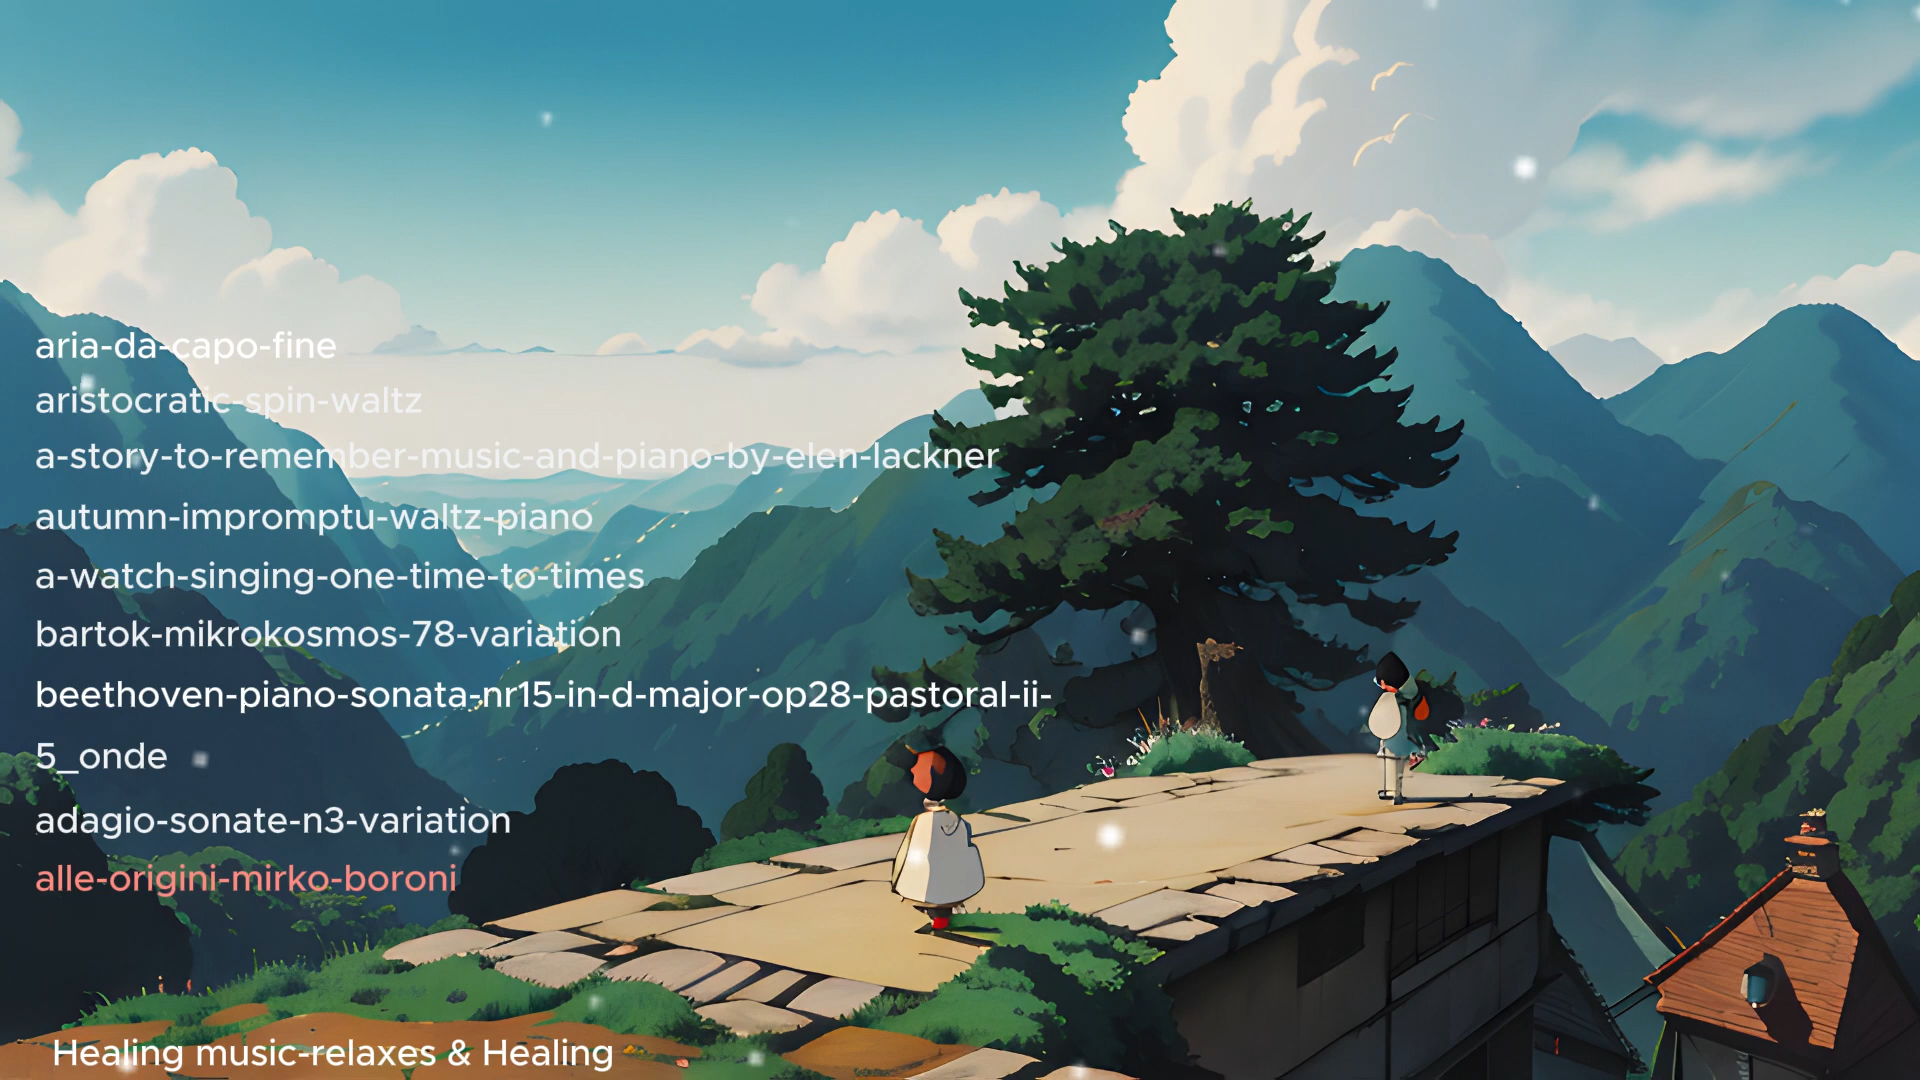 aria-da-capo-fine
aristocratic-spin-waltz
a-story-to-remember-music-and-piano-by-elen-lackner
autumn-impromptu-waltz-piano
a-watch-singing-one-time-to-times
bartok-mikrokosmos-78-variation
beethoven-piano-sonata-nr15-in-d-major-op28-pastoral-ii-
5_onde
adagio-sonate-n3-variation
alle-origini-mirko-boroni
Healing music-relaxes & Healing